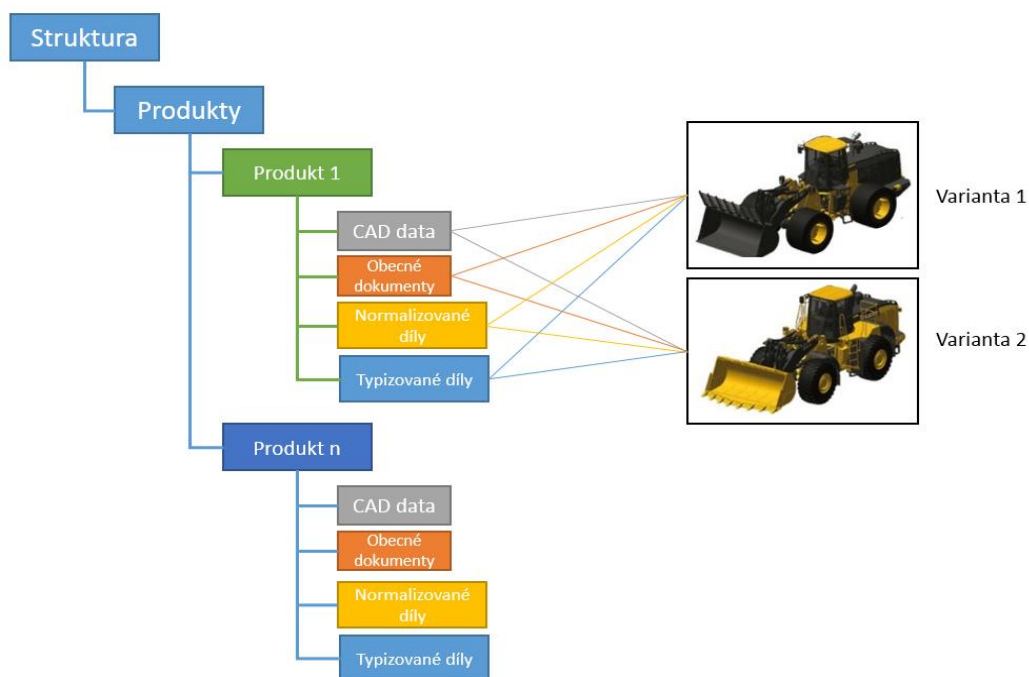 Struktura
Produkty
Produkt 1
CAD data
Obecné
dokumenty
Normalizované
díly
Typizované díly
Varianta 1
Varianta 2
Produkt n
CAD data
Obecné
dokumenty
Normalizované
díly
Typizované díly